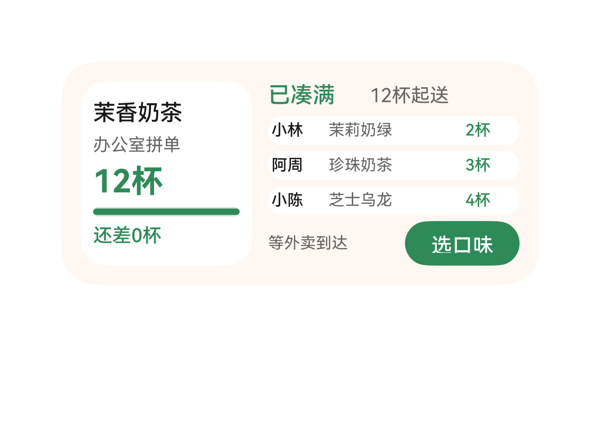 茉香奶茶
办公室拼单
12杯
还差0杯
已凑满 12杯起送
小林 茉莉奶绿 2杯
阿周 珍珠奶茶 3杯
小陈 芝士乌龙 4杯
等外卖到达 选口味